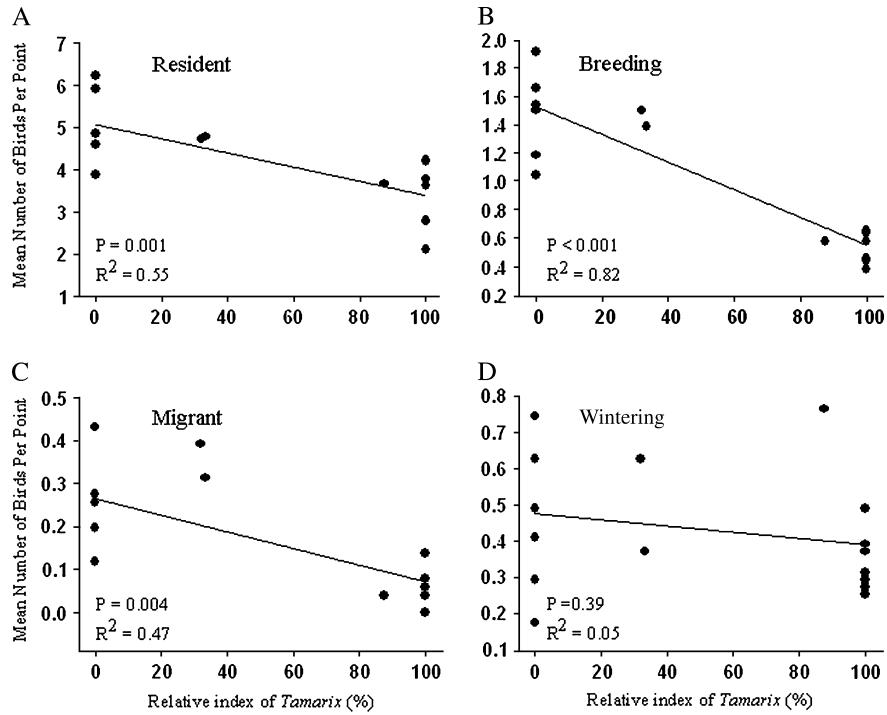 A
Mean Number of Birds Per Point
7
6
5
4
3
2
1
Resident
P = 0.001
R2 = 0.55
0 20 40 60 80 100
B
2.0
1.8
1.6
1.4
1.2
1.0
0.8
0.6
0.4
0.2
Breeding
P < 0.001
R2 = 0.82
0 20 40 60 80 100
C
Mean Number of Birds Per Point
0.5
0.4
0.3
0.2
0.1
0.0
Migrant
P = 0.004
R2 = 0.47
0 20 40 60 80 100
Relative index of Tamarix (%)
D
0.8
0.7
0.6
0.5
0.4
0.3
0.2
0.1
Wintering
P =0.39
R2 = 0.05
0 20 40 60 80 100
Relative index of Tamarix (%)